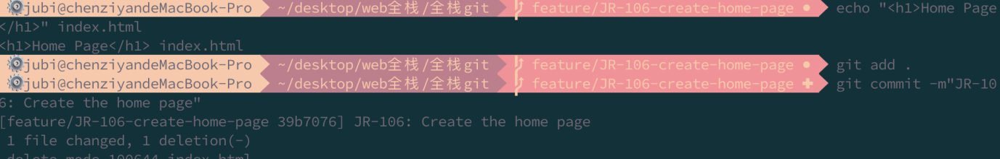 jubi@chenziyandeMacBook-Pro ~/desktop/web全栈/全栈git feature/JR-106-create-home-page ● echo "<h1>Home Page
</h1>" index.html
<h1>Home Page</h1> index.html
jubi@chenziyandeMacBook-Pro ~/desktop/web全栈/全栈git feature/JR-106-create-home-page ● git add .
jubi@chenziyandeMacBook-Pro ~/desktop/web全栈/全栈git feature/JR-106-create-home-page ✚ git commit -m"JR-10
6: Create the home page"
[feature/JR-106-create-home-page 39b7076] JR-106: Create the home page
1 file changed, 1 deletion(-)
delete mode 100644 index.html